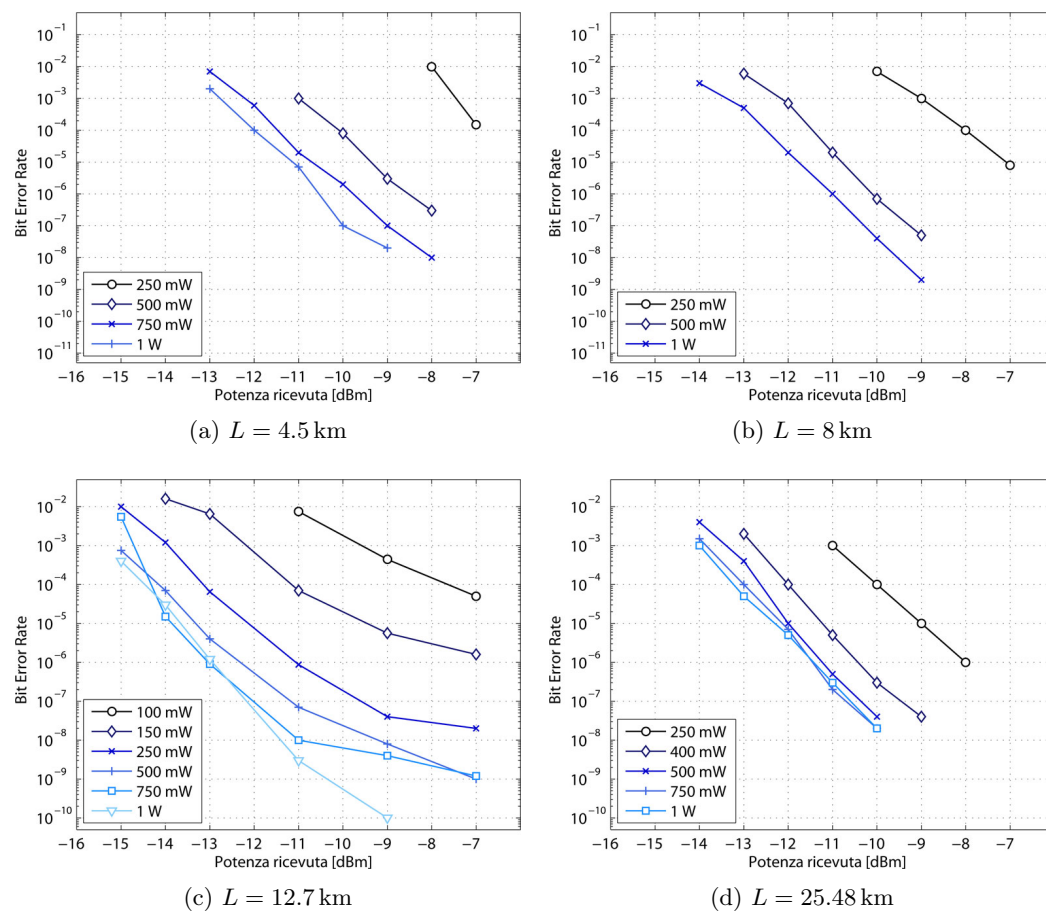 10⁻¹
10⁻²
10⁻³
10⁻⁴
10⁻⁵
10⁻⁶
10⁻⁷
10⁻⁸
10⁻⁹
10⁻¹⁰
10⁻¹¹
Bit Error Rate
250 mW
500 mW
750 mW
1 W
−16 −15 −14 −13 −12 −11 −10 −9 −8 −7
Potenza ricevuta [dBm]
(a) L = 4.5 km
10⁻¹
10⁻²
10⁻³
10⁻⁴
10⁻⁵
10⁻⁶
10⁻⁷
10⁻⁸
10⁻⁹
10⁻¹⁰
10⁻¹¹
Bit Error Rate
250 mW
500 mW
1 W
−16 −15 −14 −13 −12 −11 −10 −9 −8 −7
Potenza ricevuta [dBm]
(b) L = 8 km
10⁻²
10⁻³
10⁻⁴
10⁻⁵
10⁻⁶
10⁻⁷
10⁻⁸
10⁻⁹
10⁻¹⁰
Bit Error Rate
100 mW
150 mW
250 mW
500 mW
750 mW
1 W
−16 −15 −14 −13 −12 −11 −10 −9 −8 −7
Potenza ricevuta [dBm]
(c) L = 12.7 km
10⁻²
10⁻³
10⁻⁴
10⁻⁵
10⁻⁶
10⁻⁷
10⁻⁸
10⁻⁹
10⁻¹⁰
Bit Error Rate
250 mW
400 mW
500 mW
750 mW
1 W
−16 −15 −14 −13 −12 −11 −10 −9 −8 −7
Potenza ricevuta [dBm]
(d) L = 25.48 km